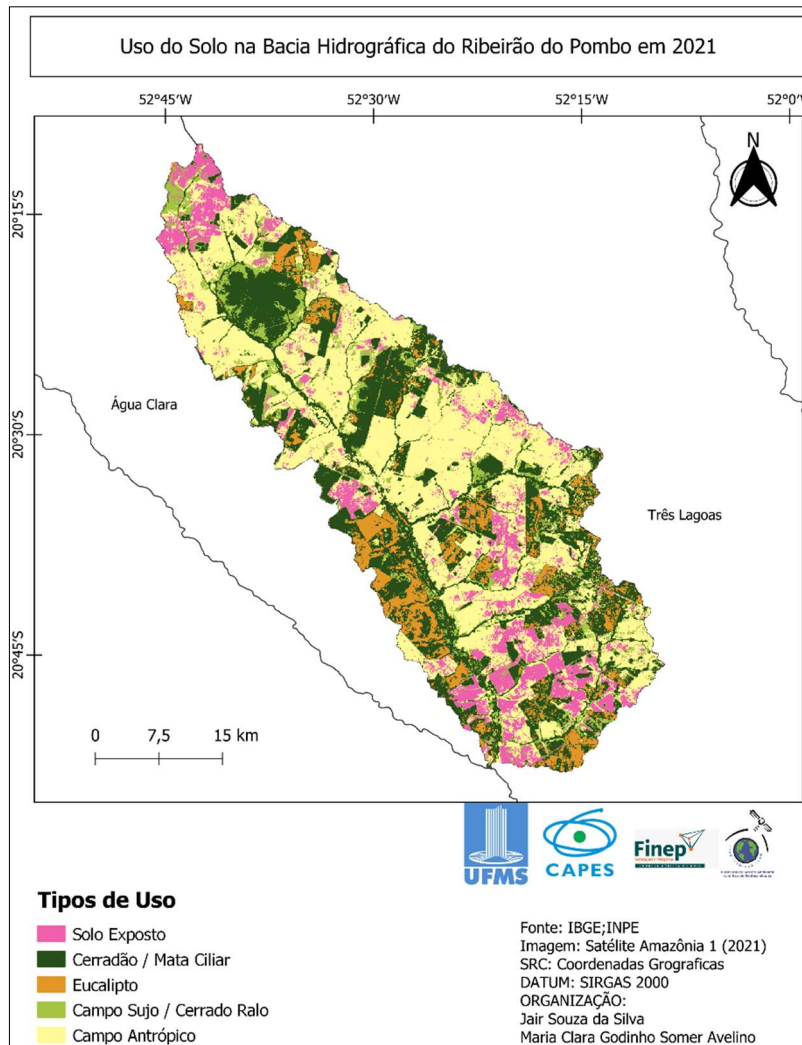 Uso do Solo na Bacia Hidrográfica do Ribeirão do Pombo em 2021
52°45'W 52°30'W 52°15'W 52°0'W
N
20°15'S
Água Clara
20°30'S
Três Lagoas
20°45'S
0 7,5 15 km
UFMS
CAPES
Finep
Tipos de Uso
Solo Exposto
Cerradão / Mata Ciliar
Eucalipto
Campo Sujo / Cerrado Ralo
Campo Antrópico
Fonte: IBGE;INPE
Imagem: Satélite Amazônia 1 (2021)
SRC: Coordenadas Grograficas
DATUM: SIRGAS 2000
ORGANIZAÇÃO:
Jair Souza da Silva
Maria Clara Godinho Somer Avelino